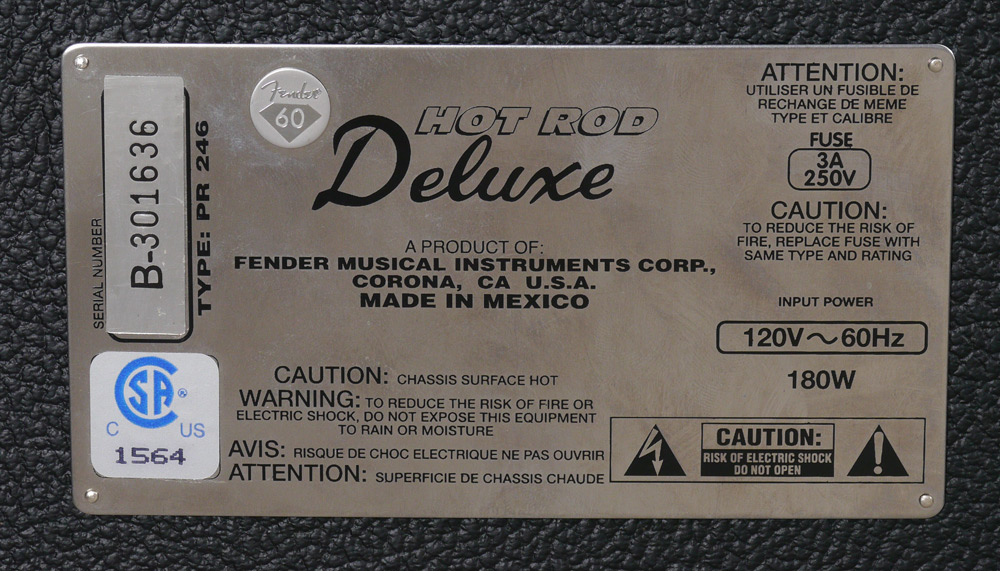 SERIAL NUMBER
B-301636
TYPE: PR 246
Fender
60
HOT ROD
Deluxe
A PRODUCT OF:
FENDER MUSICAL INSTRUMENTS CORP.,
CORONA, CA U.S.A.
MADE IN MEXICO
ATTENTION:
UTILISER UN FUSIBLE DE
RECHANGE DE MEME
TYPE ET CALIBRE
FUSE
3A
250V
CAUTION:
TO REDUCE THE RISK OF
FIRE, REPLACE FUSE WITH
SAME TYPE AND RATING
INPUT POWER
120V～60Hz
180W
SA ®
C US
1564
CAUTION: CHASSIS SURFACE HOT
WARNING: TO REDUCE THE RISK OF FIRE OR
ELECTRIC SHOCK, DO NOT EXPOSE THIS EQUIPMENT
TO RAIN OR MOISTURE
AVIS: RISQUE DE CHOC ELECTRIQUE NE PAS OUVRIR
ATTENTION: SUPERFICIE DE CHASSIS CHAUDE
CAUTION:
RISK OF ELECTRIC SHOCK
DO NOT OPEN
!